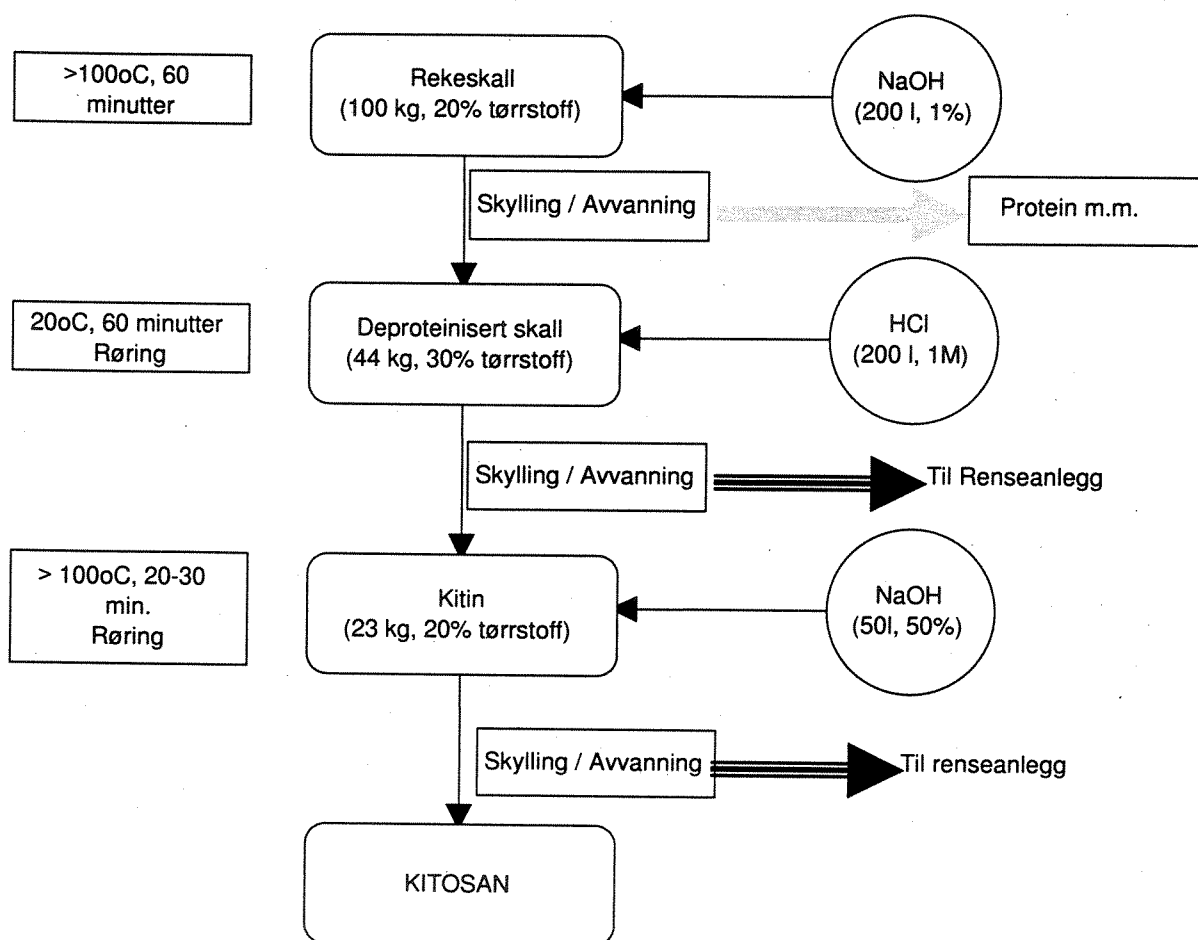 >100oC, 60
minutter
Rekeskall
(100 kg, 20% tørrstoff)
NaOH
(200 l, 1%)
Skylling / Avvanning
Protein m.m.
20oC, 60 minutter
Røring
Deproteinisert skall
(44 kg, 30% tørrstoff)
HCl
(200 l, 1M)
Skylling / Avvanning
Til Renseanlegg
> 100oC, 20-30
min.
Røring
Kitin
(23 kg, 20% tørrstoff)
NaOH
(50l, 50%)
Skylling / Avvanning
Til renseanlegg
KITOSAN